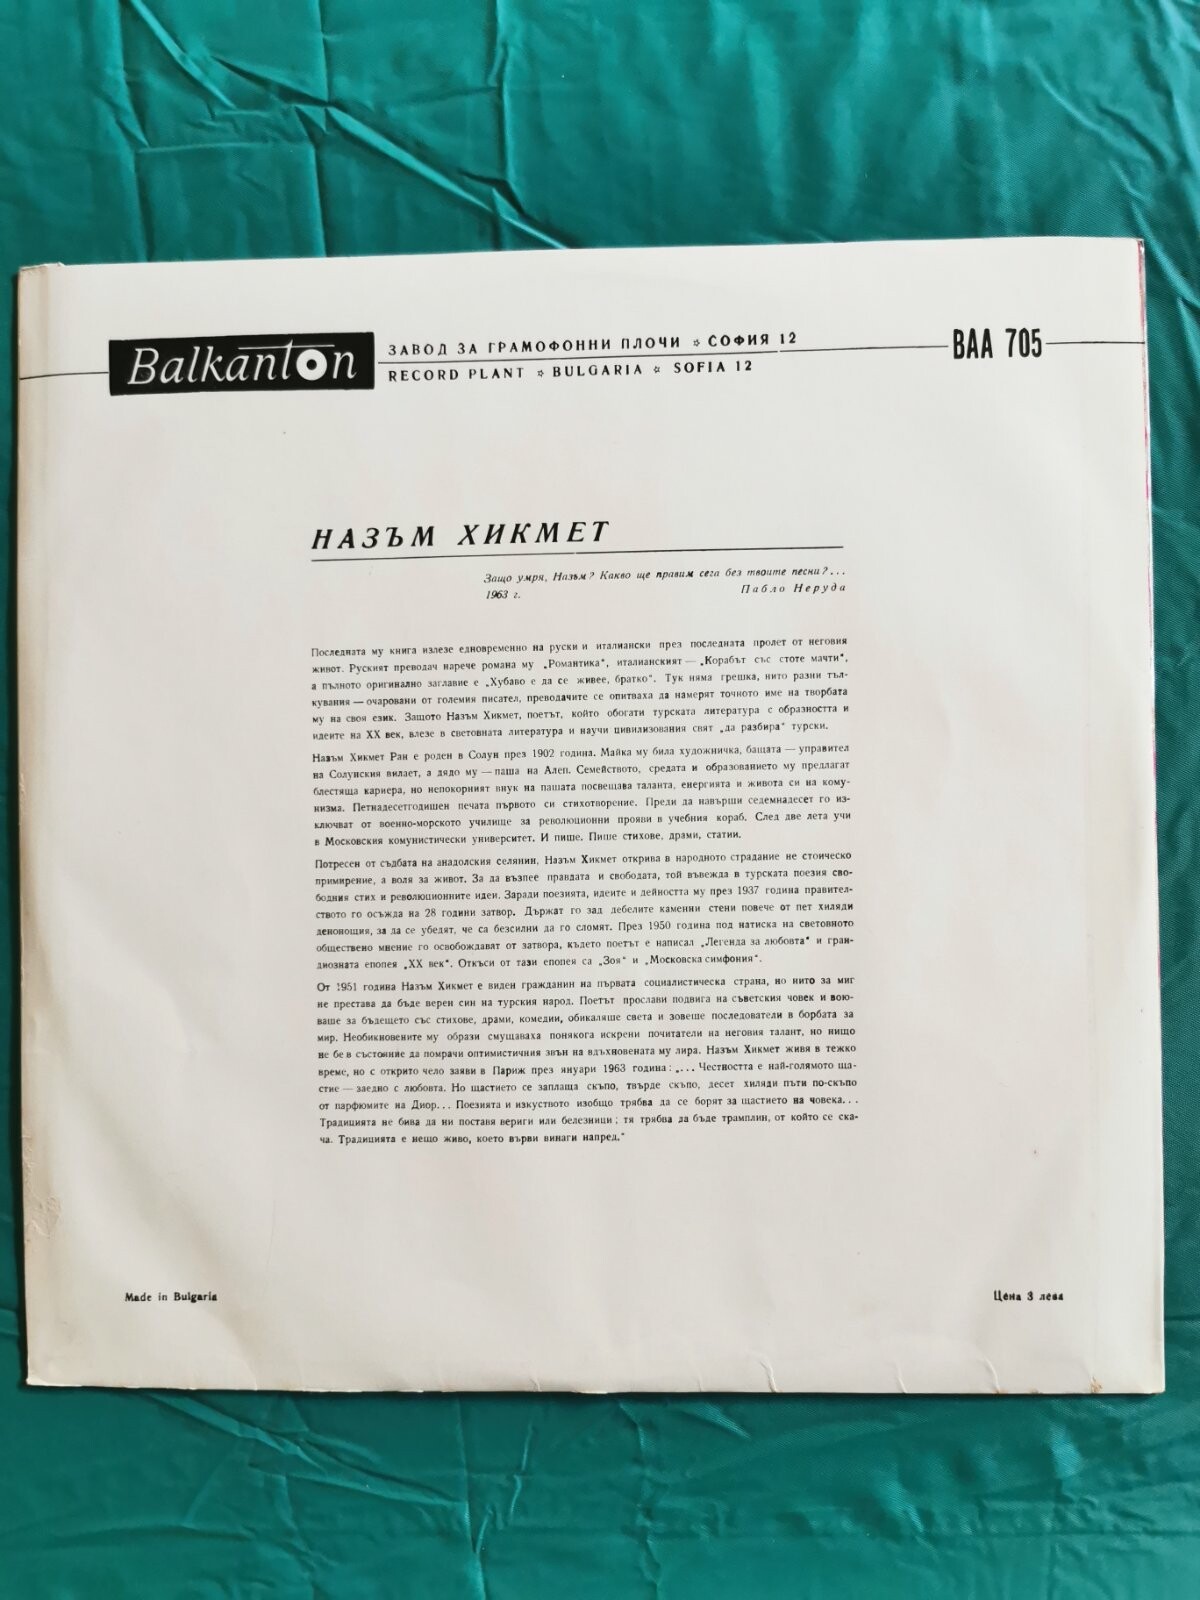 Balkanton
ЗАВОД ЗА ГРАМОФОННИ ПЛОЧИ * СОФИЯ 12
RECORD PLANT * BULGARIA * SOFIA 12
ВАА 705
НАЗЪМ ХИКМЕТ
Защо умря, Назъм? Какво ще правим сега без твоите песни?...
1963 г. Пабло Неруда
Последната му книга излезе едновременно на руски и италиански през последната пролет от неговия
живот. Руският преводач нарече романа му „Романтика“, италианският — „Корабът със стоте мачти“,
а пълното оригинално заглавие е „Хубаво е да се живее, братко“. Тук няма грешка, нито разни тъл-
кувания — очаровани от големия писател, преводачите се опитваха да намерят точното име на творбата
му на своя език. Защото Назъм Хикмет, поетът, който обогати турската литература с образността и
идеите на XX век, влезе в световната литература и научи цивилизования свят „да разбира“ турски.
Назъм Хикмет Ран е роден в Солун през 1902 година. Майка му била художничка, бащата — управител
на Солунския вилает, а дядо му — паша на Алеп. Семейството, средата и образованието му предлагат
блестяща кариера, но непокорният внук на пашата посвещава таланта, енергията и живота си на кому-
низма. Петнадесетгодишен печата първото си стихотворение. Преди да навърши седемнадесет го из-
ключват от военно-морското училище за революционни прояви в учебния кораб. След две лета учи
в Московския комунистически университет. И пише. Пише стихове, драми, статии.
Потресен от съдбата на анадолския селянин, Назъм Хикмет открива в народното страдание не стоическо
примирение, а воля за живот. За да възпее правдата и свободата, той въвежда в турската поезия сво-
бодния стих и революционните идеи. Заради поезията, идеите и дейността му през 1937 година правител-
ството го осъжда на 28 години затвор. Държат го зад дебелите каменни стени повече от пет хиляди
денонощия, за да се убедят, че са безсилни да го сломят. През 1950 година под натиска на световното
обществено мнение го освобождават от затвора, където поетът е написал „Легенда за любовта“ и гран-
диозната епопея „XX век“. Откъси от тази епопея са „Зоя“ и „Московска симфония“.
От 1951 година Назъм Хикмет е виден гражданин на първата социалистическа страна, но нито за миг
не престава да бъде верен син на турския народ. Поетът прослави подвига на съветския човек и вою-
ваше за бъдещето със стихове, драми, комедии, обикаляше света и зовеше последователи в борбата за
мир. Необикновените му образи смущаваха понякога искрени почитатели на неговия талант, но нищо
не бе в състояние да помрачи оптимистичния звън на вдъхновената му лира. Назъм Хикмет живя в тежко
време, но с открито чело заяви в Париж през януари 1963 година: „... Честността е най-голямото ща-
стие — заедно с любовта. Но щастието се заплаща скъпо, твърде скъпо, десет хиляди пъти по-скъпо
от парфюмите на Диор... Поезията и изкуството изобщо трябва да се борят за щастието на човека...
Традицията не бива да ни поставя вериги или белезници; тя трябва да бъде трамплин, от който се ска-
ча. Традицията е нещо живо, което върви винаги напред.“
Made in Bulgaria
Цена 3 лева